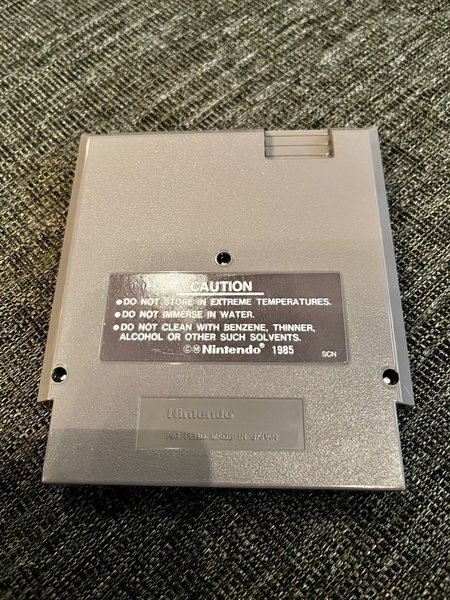 CAUTION
●DO NOT STORE IN EXTREME TEMPERATURES.
●DO NOT IMMERSE IN WATER.
●DO NOT CLEAN WITH BENZENE, THINNER,
ALCOHOL OR OTHER SUCH SOLVENTS.
©Ⓜ Nintendo® 1985 SCN
Nintendo®
PAT PEND MADE IN JAPAN